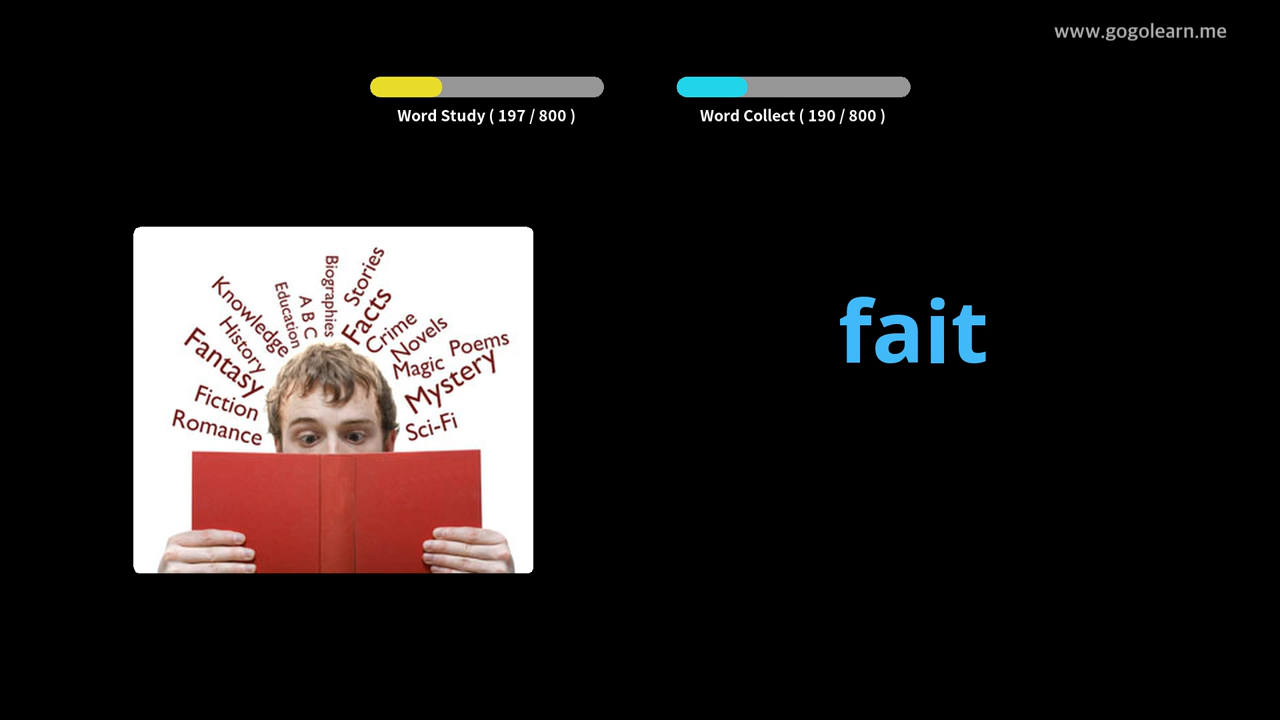 www.gogolearn.me
Word Study ( 197 / 800 )
Word Collect ( 190 / 800 )
Knowledge
Education
A B C
Biographies
Stories
Facts
History
Crime
Novels
Fantasy
Magic
Poems
Mystery
Fiction
Romance
Sci-Fi
fait